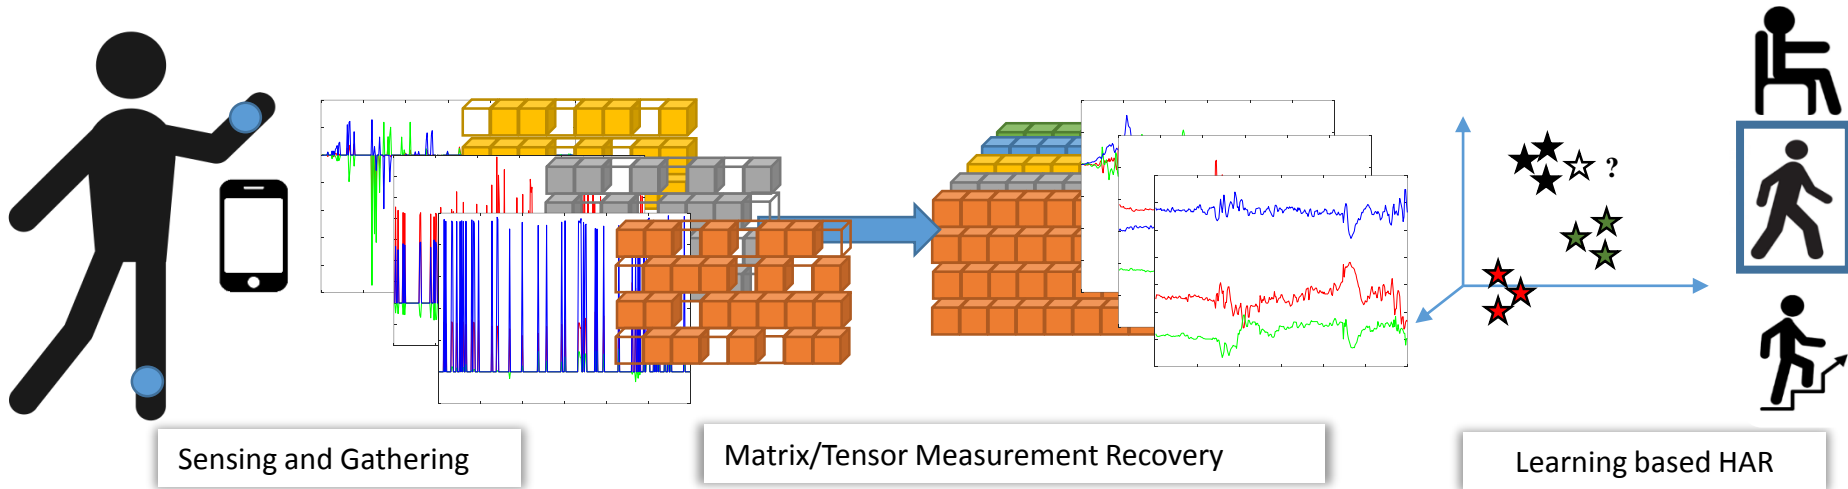 ?
Sensing and Gathering
Matrix/Tensor Measurement Recovery
Learning based HAR